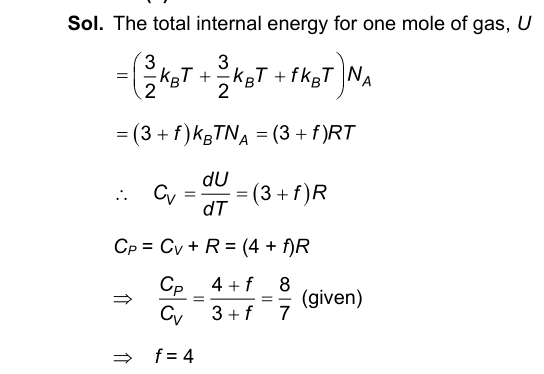 Sol. The total internal energy for one mole of gas, U
= (3/2 k_BT + 3/2 k_BT + fk_BT) N_A
= (3 + f)k_BTN_A = (3 + f)RT
∴ C_V = dU/dT = (3 + f)R
C_P = C_V + R = (4 + f)R
⇒ C_P/C_V = 4 + f/3 + f = 8/7 (given)
⇒ f = 4